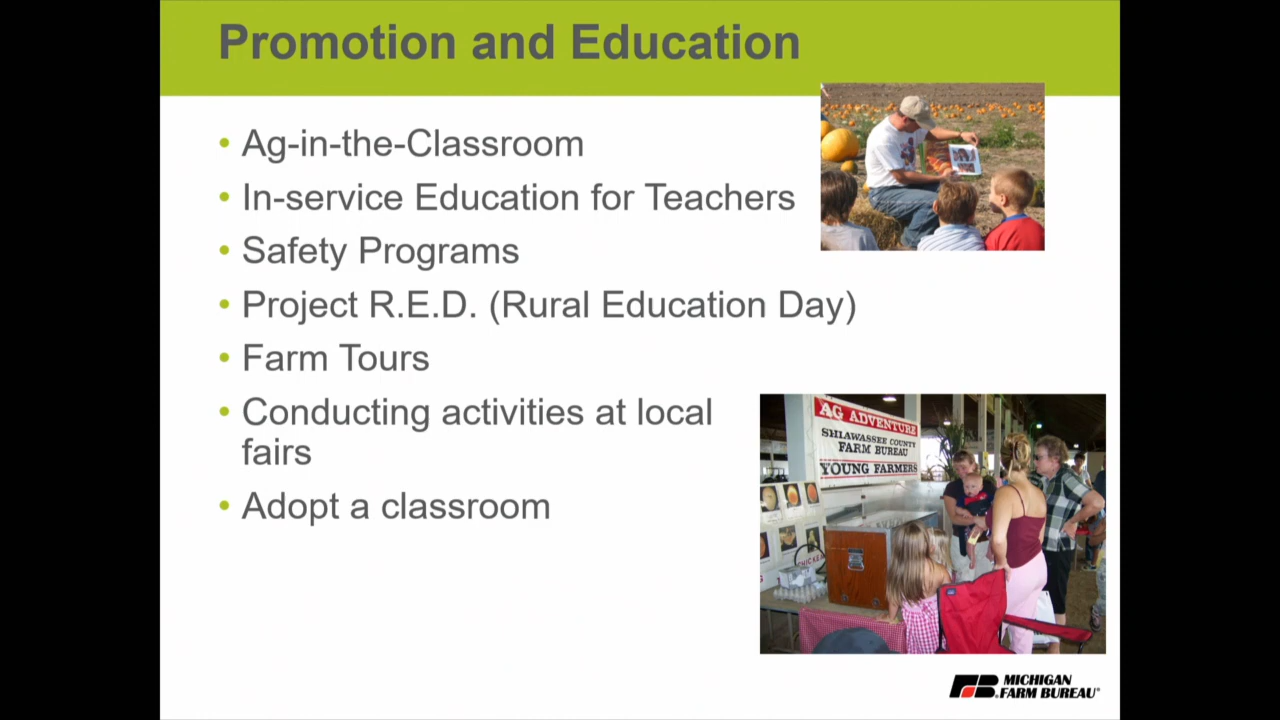 Promotion and Education
• Ag-in-the-Classroom
• In-service Education for Teachers
• Safety Programs
• Project R.E.D. (Rural Education Day)
• Farm Tours
• Conducting activities at local
fairs
• Adopt a classroom
AG ADVENTURE
SHIAWASSEE COUNTY
FARM BUREAU
YOUNG FARMERS
MICHIGAN
FARM BUREAU®